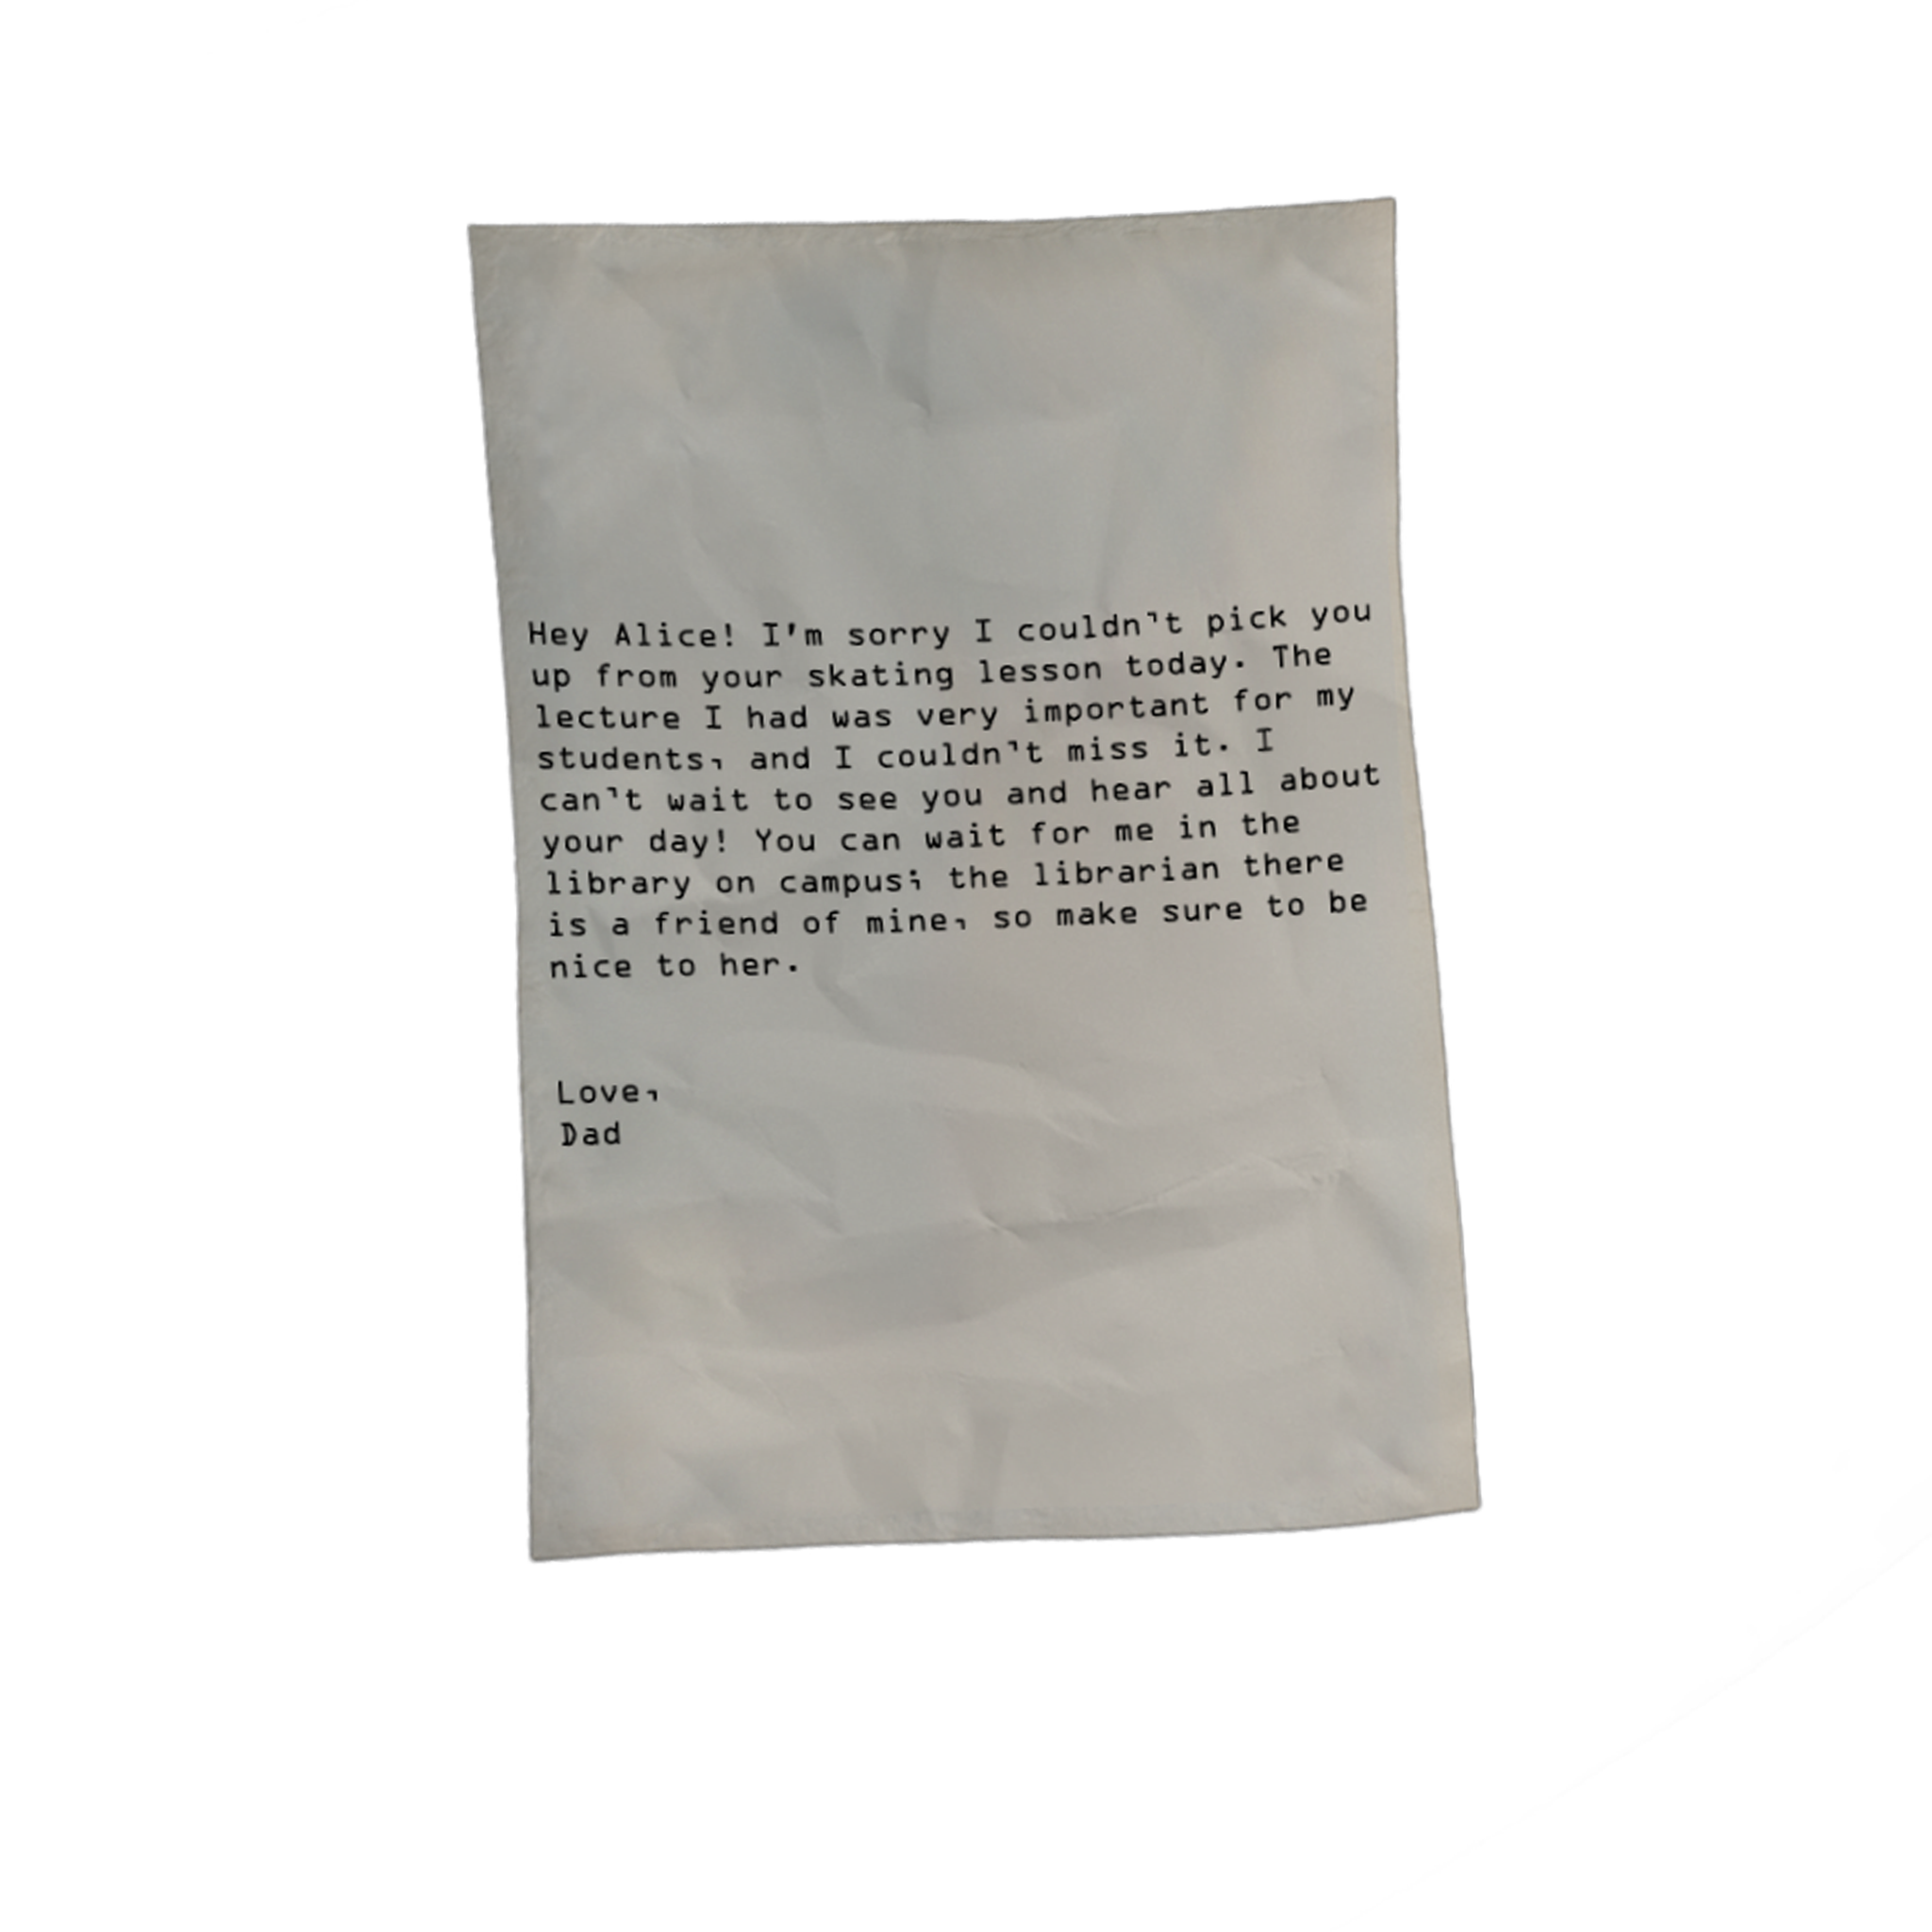 Hey Alice! I'm sorry I couldn't pick you
up from your skating lesson today. The
lecture I had was very important for my
students, and I couldn't miss it. I
can't wait to see you and hear all about
your day! You can wait for me in the
library on campus; the librarian there
is a friend of mine, so make sure to be
nice to her.
Love,
Dad